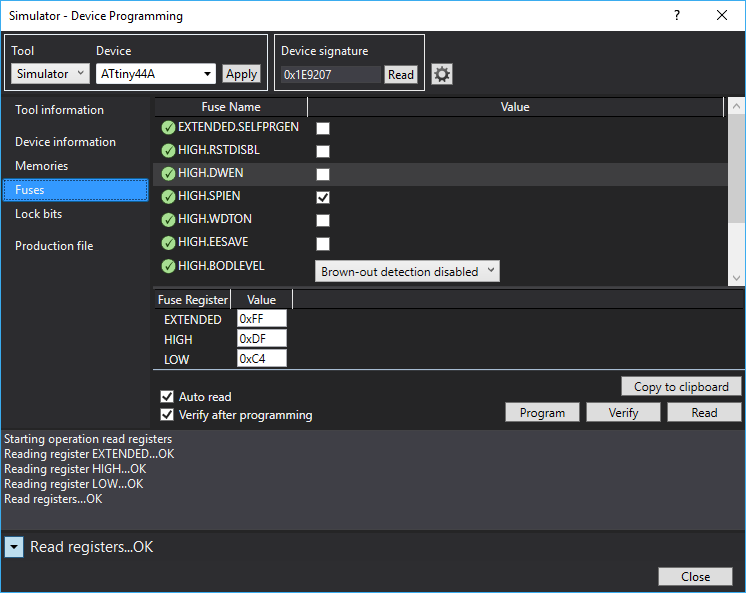 Simulator - Device Programming
Tool
Device
Device signature
Simulator
ATtiny44A
Apply
0x1E9207
Read
Tool information
Device information
Memories
Fuses
Lock bits
Production file
Fuse Name
Value
EXTENDED.SELFPRGEN
HIGH.RSTDISBL
HIGH.DWEN
HIGH.SPIEN
HIGH.WDTON
HIGH.EESAVE
HIGH.BODLEVEL
Brown-out detection disabled
Fuse Register
Value
EXTENDED
0xFF
HIGH
0xDF
LOW
0xC4
Copy to clipboard
Auto read
Verify after programming
Program
Verify
Read
Starting operation read registers
Reading register EXTENDED...OK
Reading register HIGH...OK
Reading register LOW...OK
Read registers...OK
Read registers...OK
Close